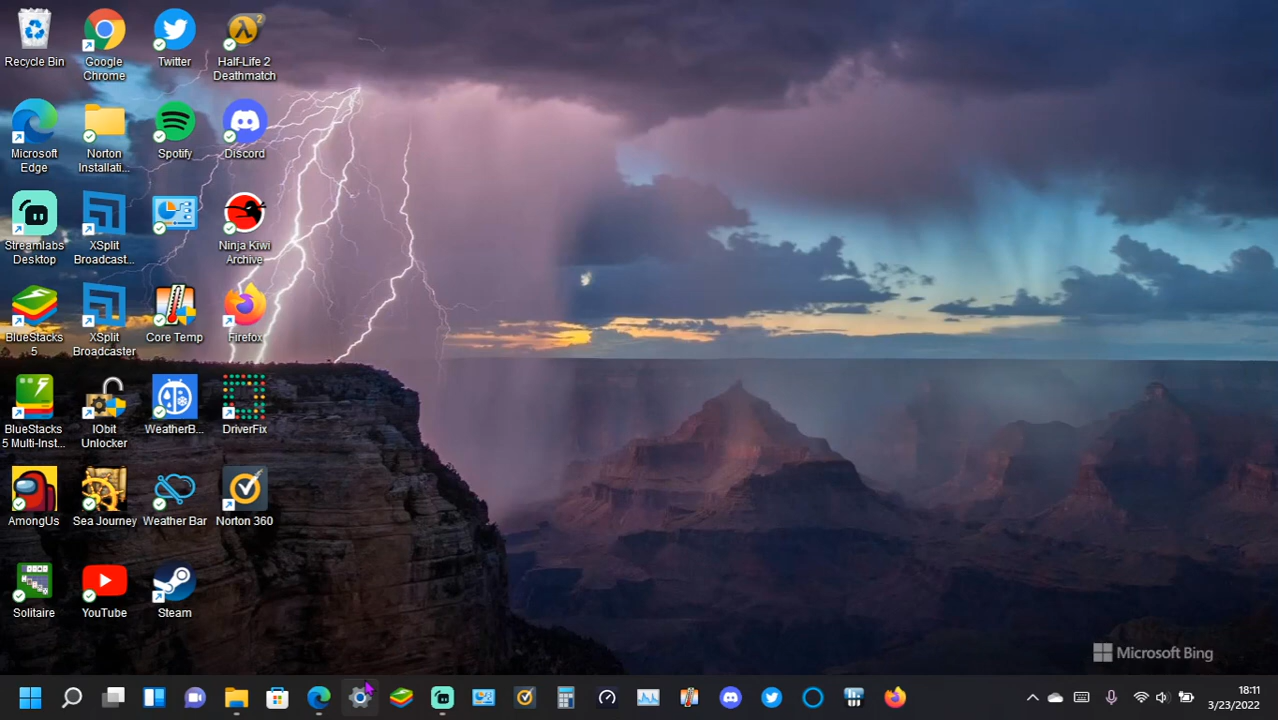 Recycle Bin
Google
Chrome
Twitter
Half-Life 2
Deathmatch
Microsoft
Edge
Norton
Installati...
Spotify
Discord
Streamlabs
Desktop
XSplit
Broadcast...
Ninja Kiwi
Archive
BlueStacks
5
XSplit
Broadcaster
Core Temp
Firefox
BlueStacks
5 Multi-Inst...
IObit
Unlocker
WeatherB...
DriverFix
AmongUs
Sea Journey
Weather Bar
Norton 360
Solitaire
YouTube
Steam
Microsoft Bing
18:11
3/23/2022